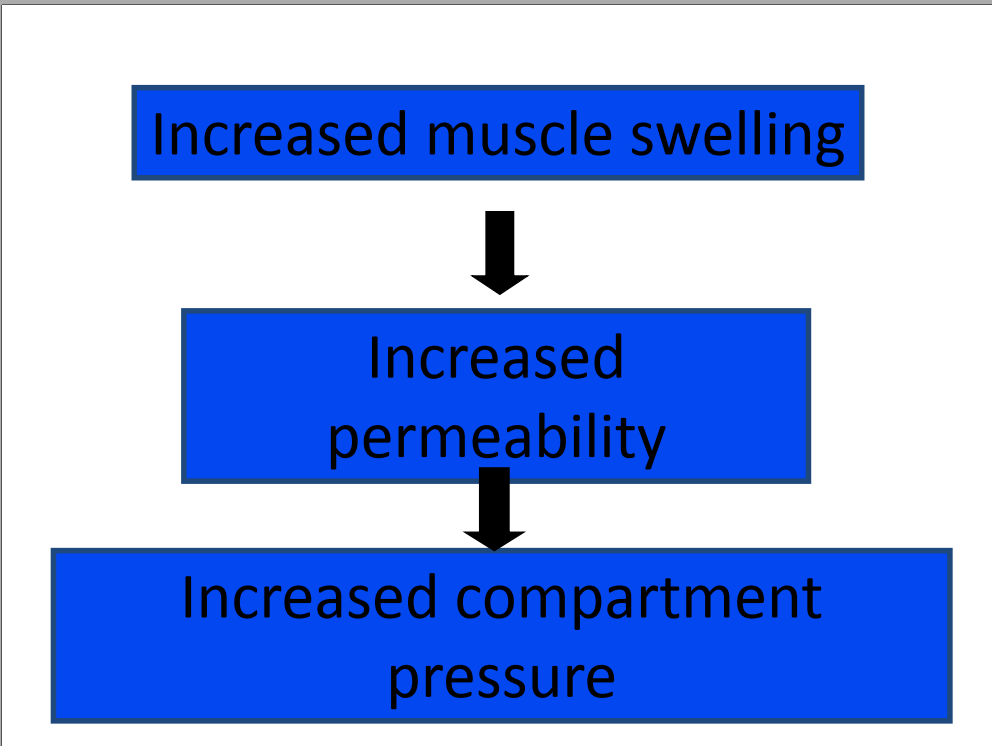 Increased muscle swelling
Increased
permeability
Increased compartment
pressure